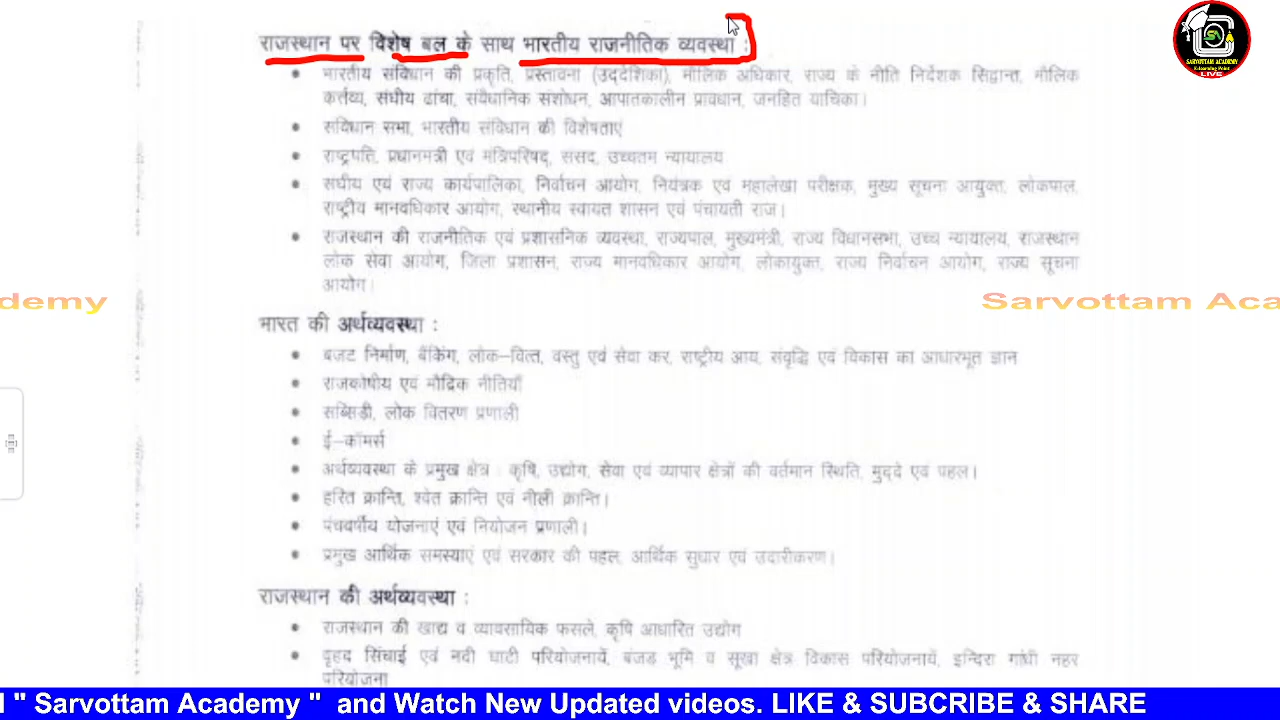 राजस्थान पर विशेष बल के साथ भारतीय राजनीतिक व्यवस्था :
• भारतीय संविधान की प्रकृति, प्रस्तावना (उद्देशिका), मौलिक अधिकार, राज्य के नीति निर्देशक सिद्धान्त, मौलिक
कर्तव्य, संघीय ढांचा, संवैधानिक संशोधन, आपातकालीन प्रावधान, जनहित याचिका।
• संविधान सभा, भारतीय संविधान की विशेषताएं
• राष्ट्रपति, प्रधानमंत्री एवं मंत्रिपरिषद, संसद, उच्चतम न्यायालय
• संघीय एवं राज्य कार्यपालिका, निर्वाचन आयोग, नियंत्रक एवं महालेखा परीक्षक, मुख्य सूचना आयुक्त, लोकपाल,
राष्ट्रीय मानवधिकार आयोग, स्थानीय स्वायत शासन एवं पंचायती राज।
• राजस्थान की राजनीतिक एवं प्रशासनिक व्यवस्था, राज्यपाल, मुख्यमंत्री, राज्य विधानसभा, उच्च न्यायालय, राजस्थान
लोक सेवा आयोग, जिला प्रशासन, राज्य मानवधिकार आयोग, लोकायुक्त, राज्य निर्वाचन आयोग, राज्य सूचना
आयोग।
demy
Sarvottam Aca
भारत की अर्थव्यवस्था :
• बजट निर्माण, बैंकिंग, लोक-वित्त, वस्तु एवं सेवा कर, राष्ट्रीय आय, संवृद्धि एवं विकास का आधारभूत ज्ञान
• राजकोषीय एवं मौद्रिक नीतियाँ
• सब्सिडी, लोक वितरण प्रणाली
• ई-कॉमर्स
• अर्थव्यवस्था के प्रमुख क्षेत्र : कृषि, उद्योग, सेवा एवं व्यापार क्षेत्रों की वर्तमान स्थिति, मुद्दे एवं पहल।
• हरित क्रान्ति, श्वेत क्रान्ति एवं नीली क्रान्ति।
• पंचवर्षीय योजनाएं एवं नियोजन प्रणाली।
• प्रमुख आर्थिक समस्याएं एवं सरकार की पहल, आर्थिक सुधार एवं उदारीकरण।
राजस्थान की अर्थव्यवस्था :
• राजस्थान की खाद्य व व्यावसायिक फसले, कृषि आधारित उद्योग
• वृहद सिंचाई एवं नदी घाटी परियोजनायें, बंजड भूमि व सूखा क्षेत्र विकास परियोजनायें, इन्दिरा गांधी नहर
परियोजना
SARVOTTAM ACADEMY
E-Learning Point
LIVE
" Sarvottam Academy " and Watch New Updated videos. LIKE & SUBCRIBE & SHARE